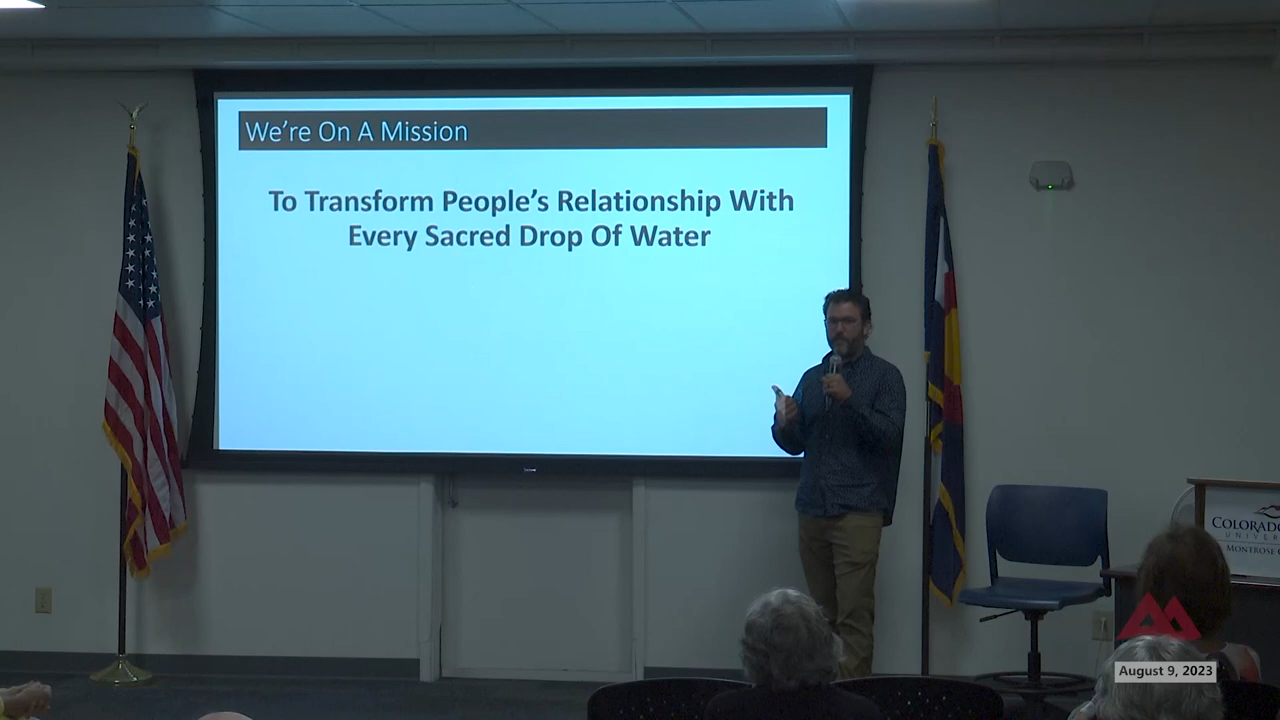 We're On A Mission
To Transform People's Relationship With
Every Sacred Drop Of Water
COLORADO
UNIVER
MONTROSE
August 9, 2023